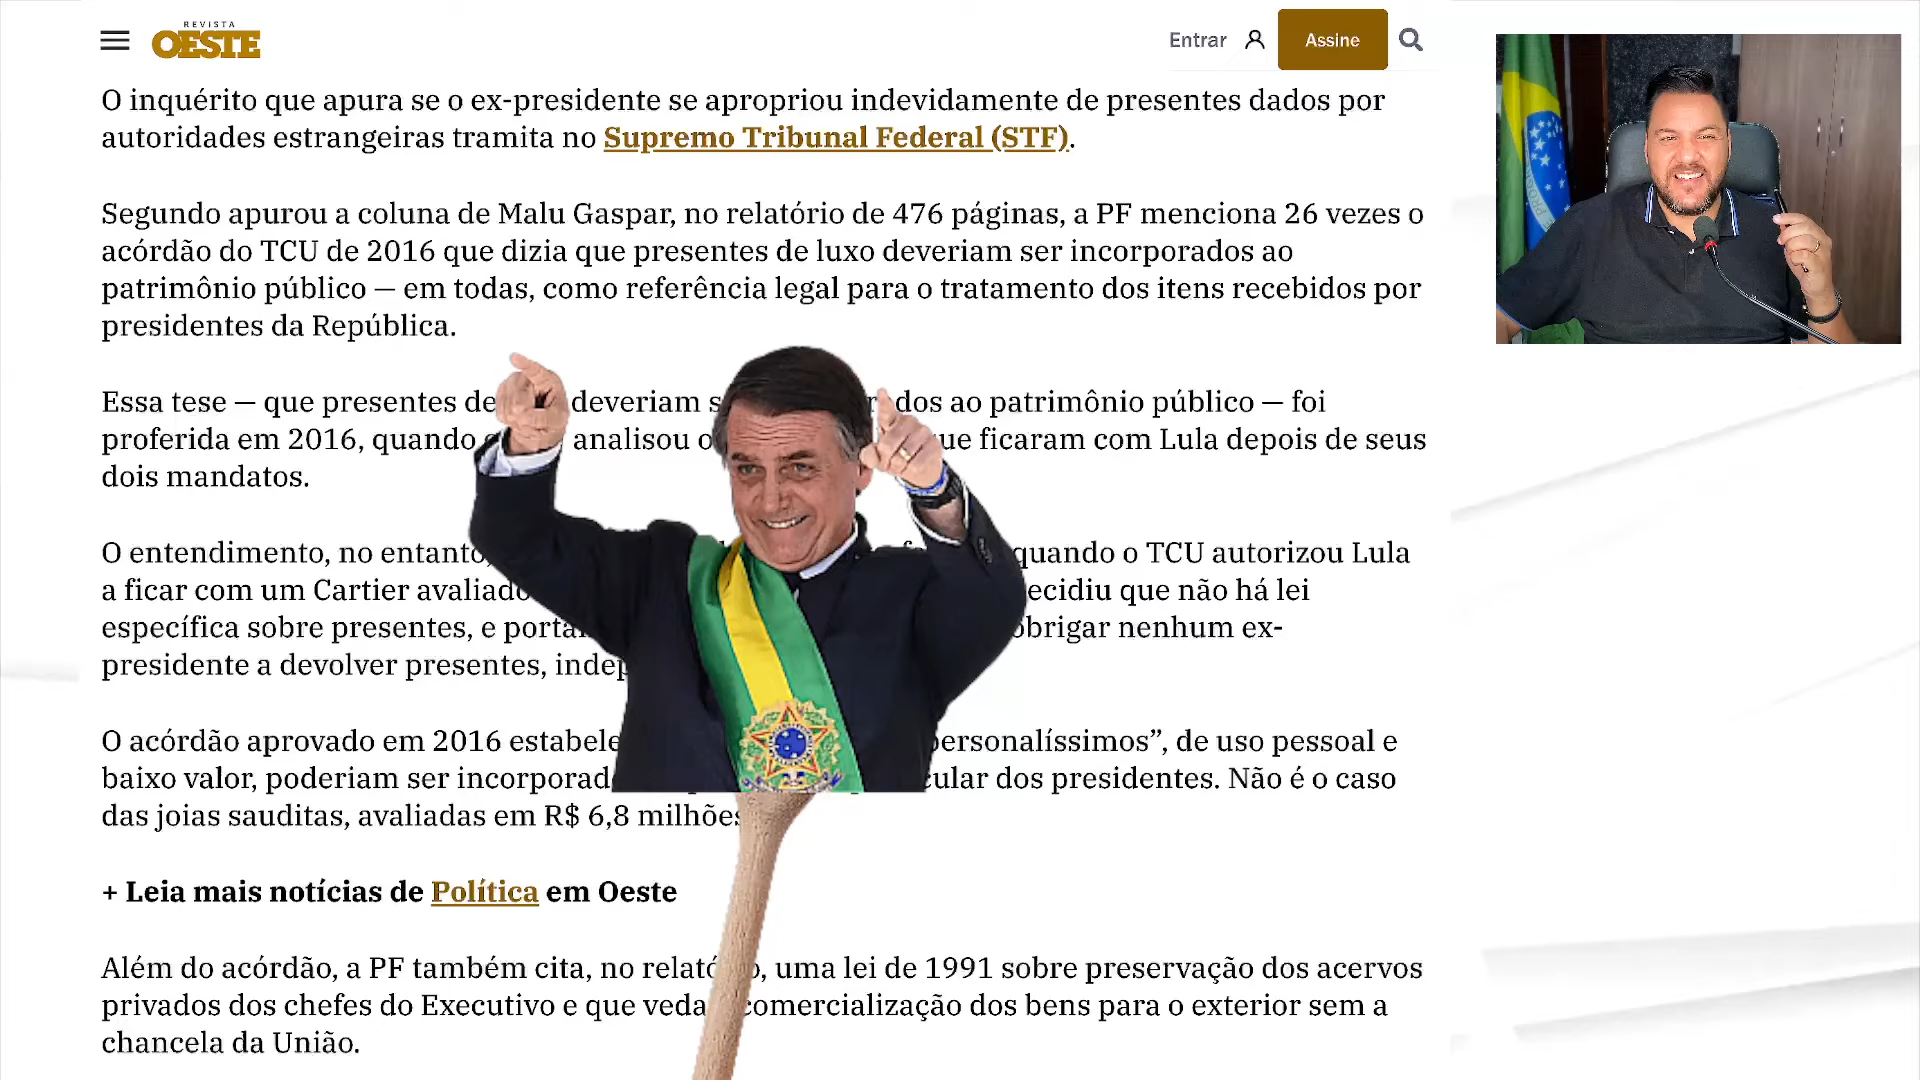 REVISTA
OESTE
Entrar
Assine
O inquérito que apura se o ex-presidente se apropriou indevidamente de presentes dados por
autoridades estrangeiras tramita no Supremo Tribunal Federal (STF).
Segundo apurou a coluna de Malu Gaspar, no relatório de 476 páginas, a PF menciona 26 vezes o
acórdão do TCU de 2016 que dizia que presentes de luxo deveriam ser incorporados ao
patrimônio público — em todas, como referência legal para o tratamento dos itens recebidos por
presidentes da República.
Essa tese — que presentes de deveriam dos ao patrimônio público — foi
proferida em 2016, quando analisou ficaram com Lula depois de seus
dois mandatos.
O entendimento, no entanto, quando o TCU autorizou Lula
a ficar com um Cartier que não há lei
específica sobre presentes, e obrigar nenhum ex-
presidente a devolver presentes,
O acórdão aprovado em 2016 personalíssimos”, de uso pessoal e
baixo valor, poderiam ser dos presidentes. Não é o caso
das joias sauditas, avaliadas em R$ 6,8 milhões
+ Leia mais notícias de Política em Oeste
Além do acórdão, a PF também cita, no uma lei de 1991 sobre preservação dos acervos
privados dos chefes do Executivo e que veda comercialização dos bens para o exterior sem a
chancela da União.